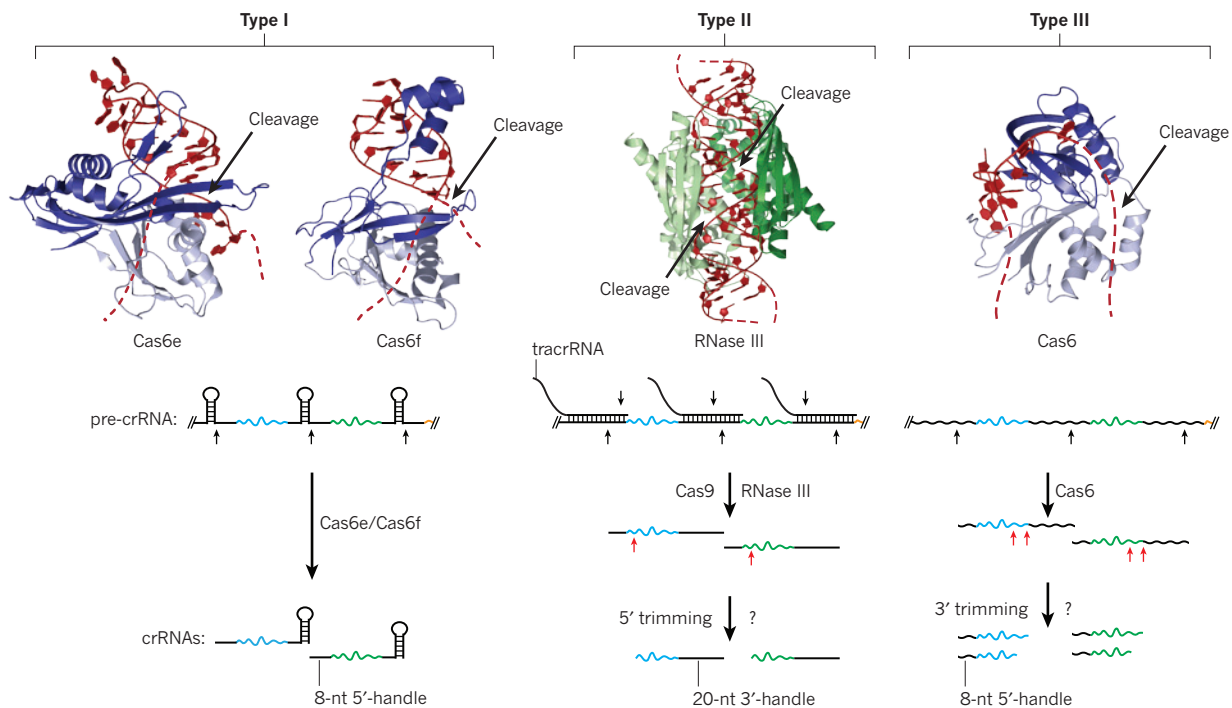 Type I
Type II
Type III
Cleavage
Cleavage
Cleavage
Cleavage
Cleavage
Cas6e
Cas6f
RNase III
Cas6
tracrRNA
pre-crRNA:
Cas9 RNase III
Cas6
Cas6e/Cas6f
5′ trimming ?
3′ trimming ?
crRNAs:
8-nt 5′-handle
20-nt 3′-handle
8-nt 5′-handle